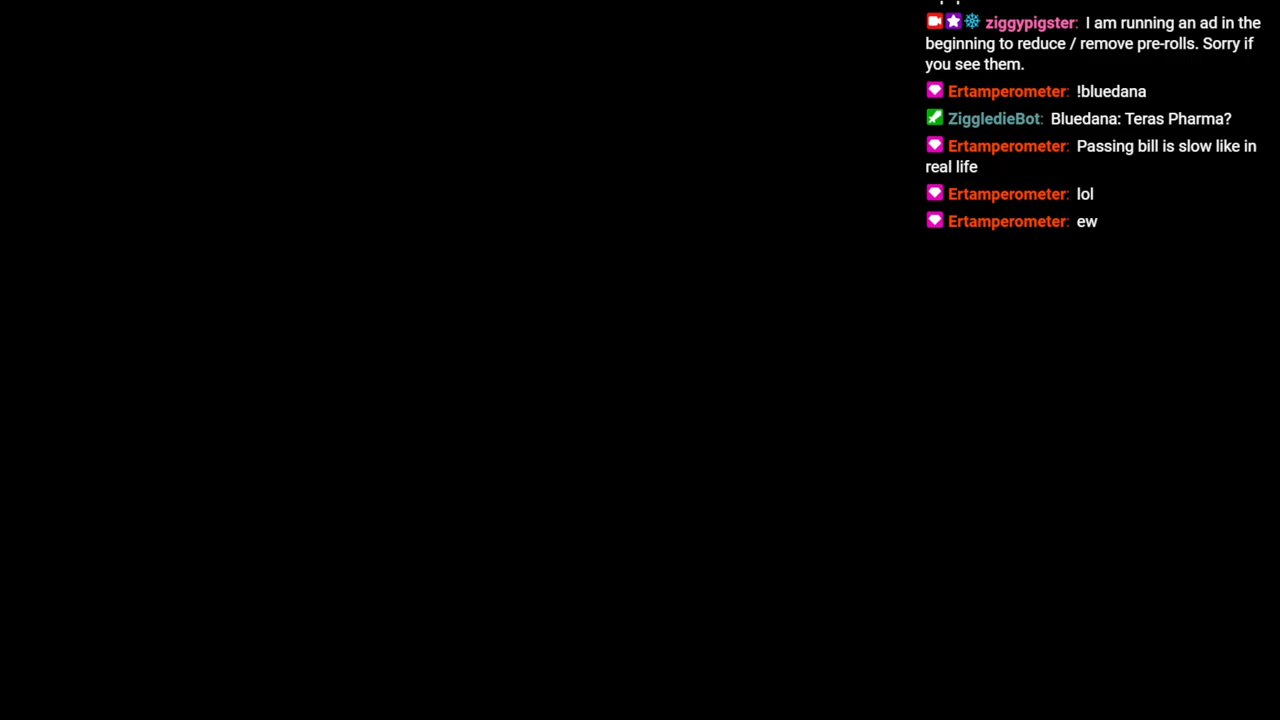 ziggypigster: I am running an ad in the
beginning to reduce / remove pre-rolls. Sorry if
you see them.
Ertamperometer: !bluedana
ZiggledieBot: Bluedana: Teras Pharma?
Ertamperometer: Passing bill is slow like in
real life
Ertamperometer: lol
Ertamperometer: ew